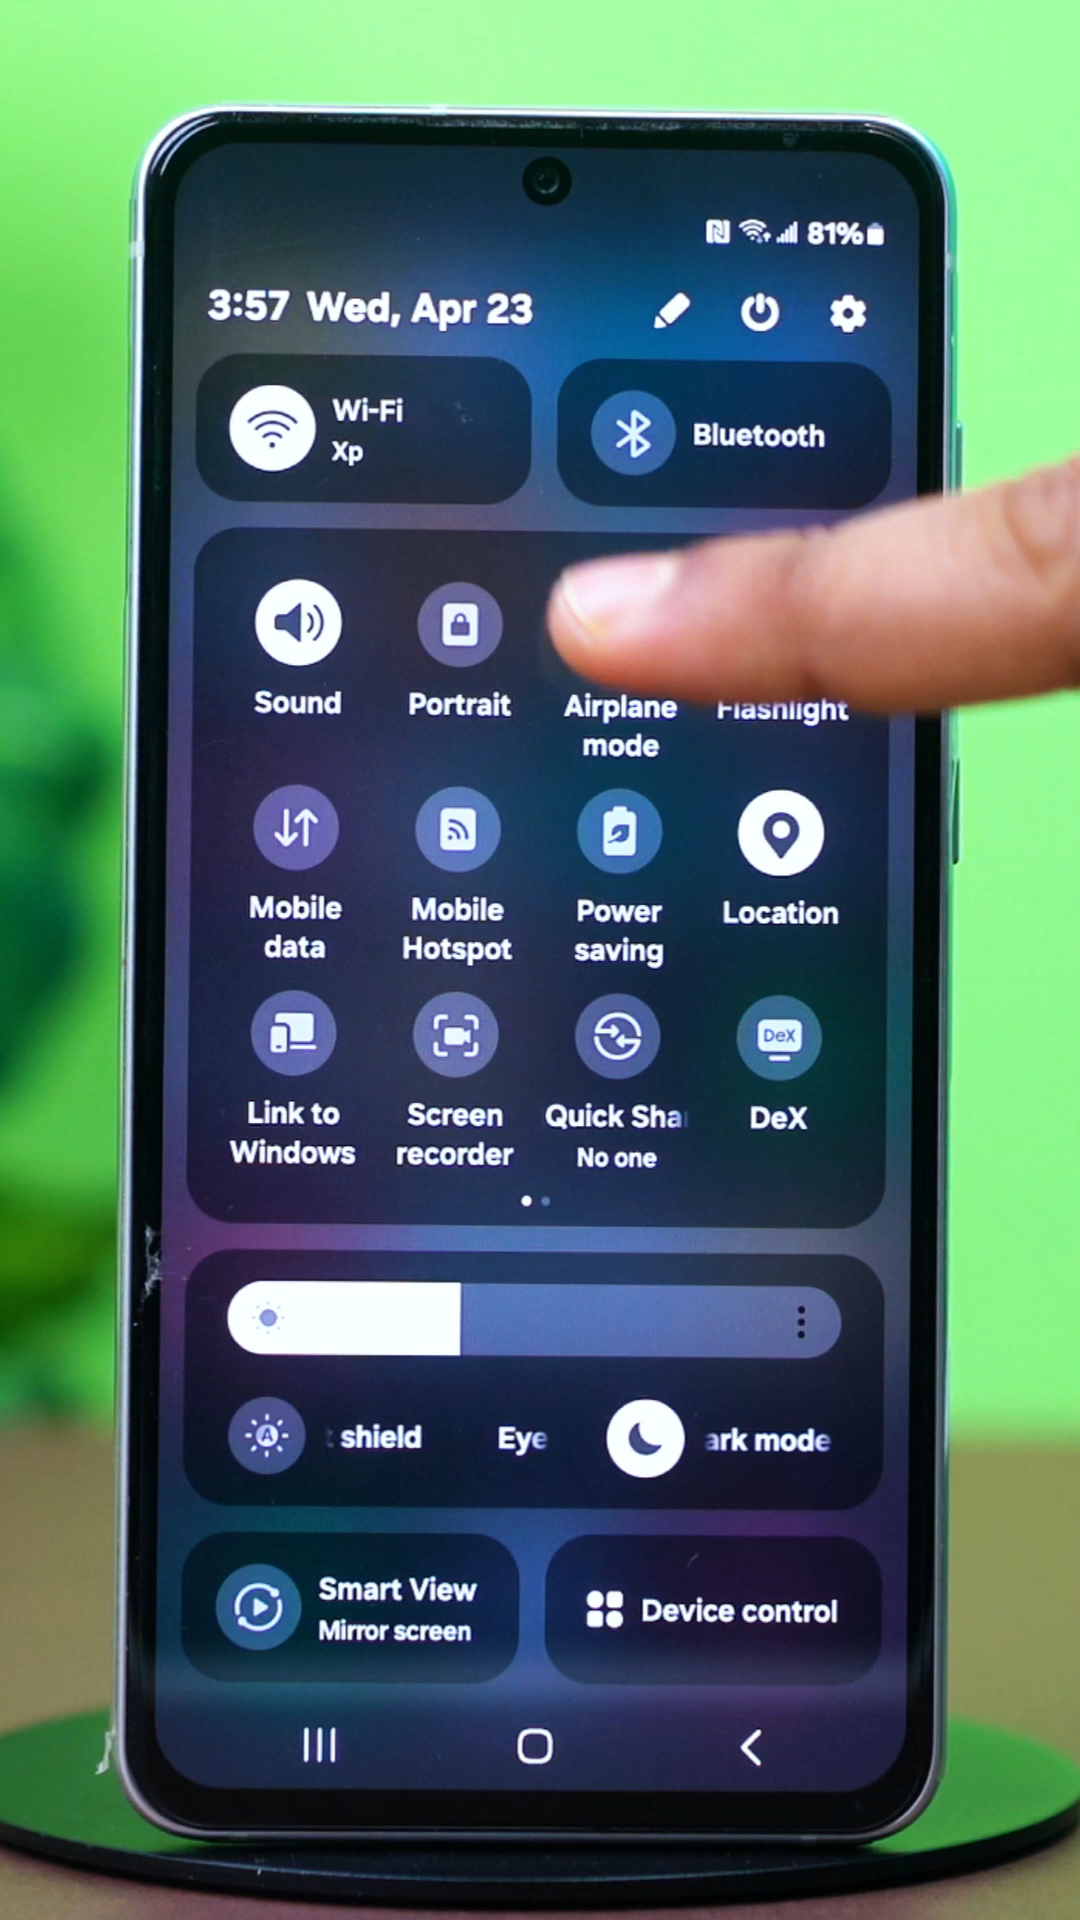 81%
3:57 Wed, Apr 23
Wi-Fi
Xp
Bluetooth
Sound
Portrait
Airplane
mode
Flashlight
Mobile
data
Mobile
Hotspot
Power
saving
Location
Link to
Windows
Screen
recorder
Quick Sha
No one
DeX
DeX
A
t shield
Eye
ark mode
Smart View
Mirror screen
Device control